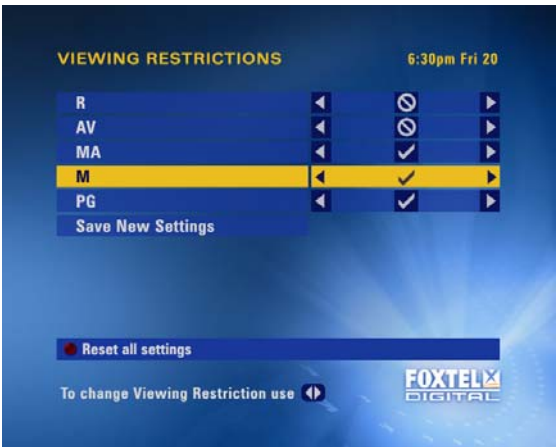 VIEWING RESTRICTIONS 6:30pm Fri 20
R
AV
MA
M
PG
Save New Settings
Reset all settings
To change Viewing Restriction use
FOXTEL
DIGITAL